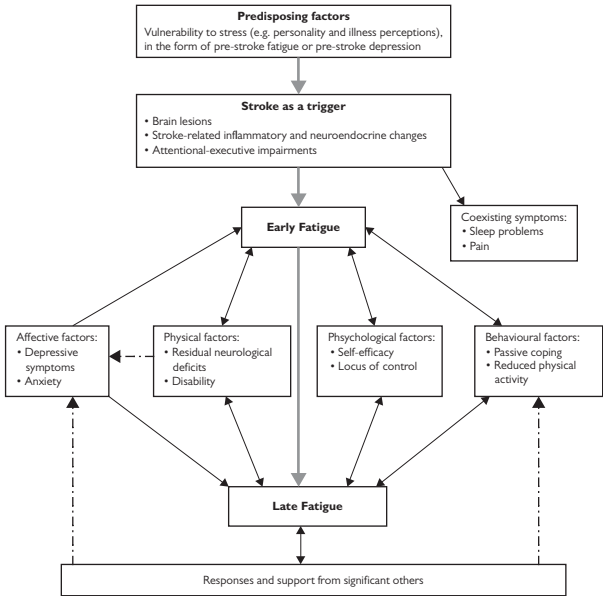 Predisposing factors
Vulnerability to stress (e.g. personality and illness perceptions),
in the form of pre-stroke fatigue or pre-stroke depression
Stroke as a trigger
• Brain lesions
• Stroke-related inflammatory and neuroendocrine changes
• Attentional-executive impairments
Early Fatigue
Coexisting symptoms:
• Sleep problems
• Pain
Affective factors:
• Depressive
symptoms
• Anxiety
Physical factors:
• Residual neurological
deficits
• Disability
Phsychological factors:
• Self-efficacy
• Locus of control
Behavioural factors:
• Passive coping
• Reduced physical
activity
Late Fatigue
Responses and support from significant others